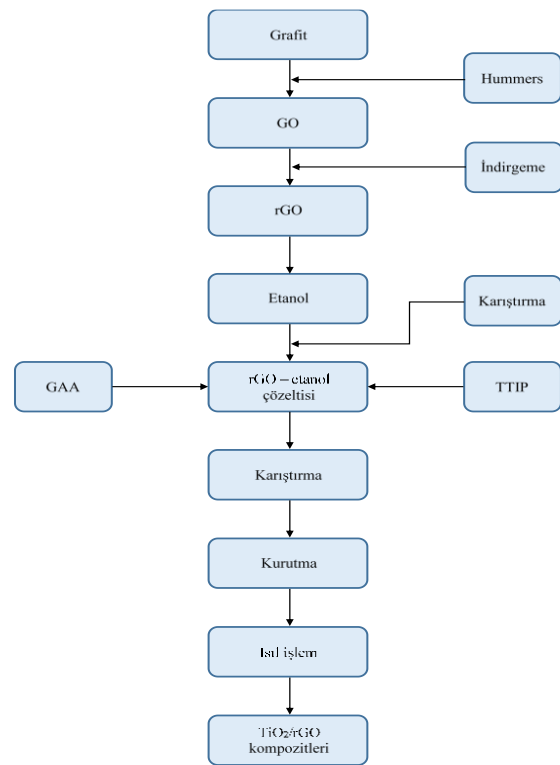 Grafit
Hummers
GO
İndirgeme
rGO
Etanol
Karıştırma
GAA
rGO – etanol
çözeltisi
TTIP
Karıştırma
Kurutma
Isıl işlem
TiO₂/rGO
kompozitleri